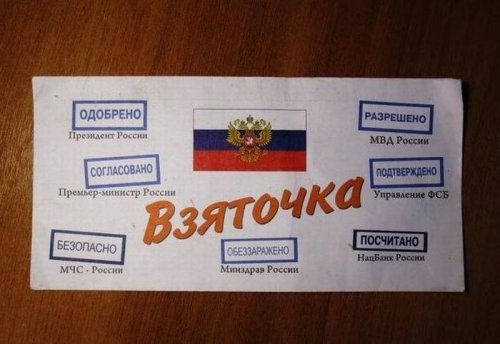 ОДОБРЕНО
Президент России
РАЗРЕШЕНО
МВД России
СОГЛАСОВАНО
Премьер-министр России
ПОДТВЕРЖДЕНО
Управление ФСБ
Взяточка
БЕЗОПАСНО
МЧС - России
ОБЕЗЗАРАЖЕНО
Минздрав России
ПОСЧИТАНО
НацБанк России